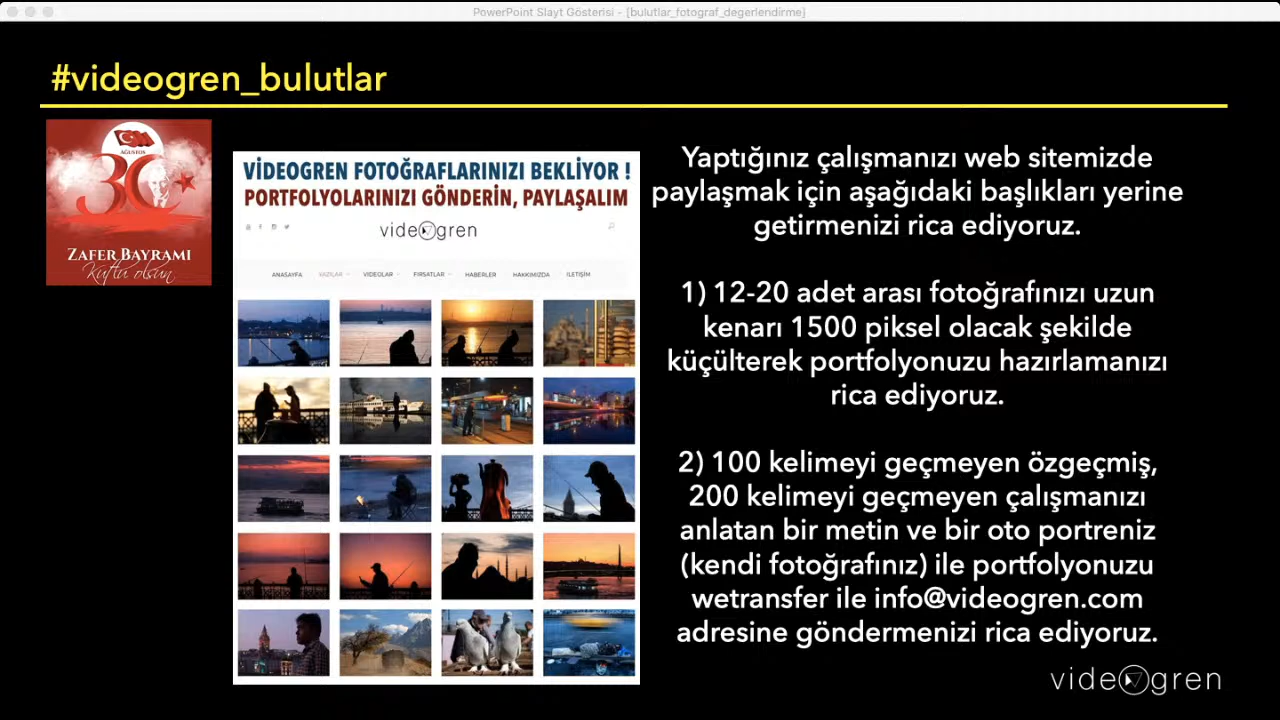 PowerPoint Slayt Gösterisi - [bulutlar_fotograf_degerlendirme]
#videogren_bulutlar
AĞUSTOS
30
ZAFER BAYRAMI
Kutlu olsun
VİDEOGREN FOTOĞRAFLARINIZI BEKLİYOR !
PORTFOLYOLARINIZI GÖNDERİN, PAYLAŞALIM
videogren
ANASAYFA YAZILAR VIDEOLAR FIRSATLAR HABERLER HAKKIMIZDA İLETİŞİM
Yaptığınız çalışmanızı web sitemizde
paylaşmak için aşağıdaki başlıkları yerine
getirmenizi rica ediyoruz.
1) 12-20 adet arası fotoğrafınızı uzun
kenarı 1500 piksel olacak şekilde
küçülterek portfolyonuzu hazırlamanızı
rica ediyoruz.
2) 100 kelimeyi geçmeyen özgeçmiş,
200 kelimeyi geçmeyen çalışmanızı
anlatan bir metin ve bir oto portreniz
(kendi fotoğrafınız) ile portfolyonuzu
wetransfer ile info@videogren.com
adresine göndermenizi rica ediyoruz.
videogren